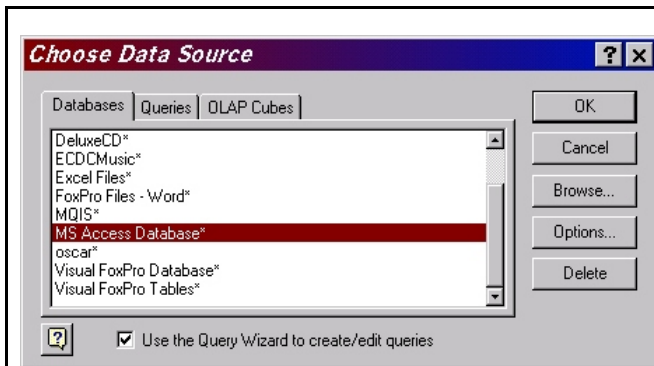 Choose Data Source
Databases Queries OLAP Cubes
OK
DeluxeCD*
ECDCMusic*
Excel Files*
FoxPro Files - Word*
MQIS*
MS Access Database*
oscar*
Visual FoxPro Database*
Visual FoxPro Tables*
Cancel
Browse...
Options...
Delete
Use the Query Wizard to create/edit queries